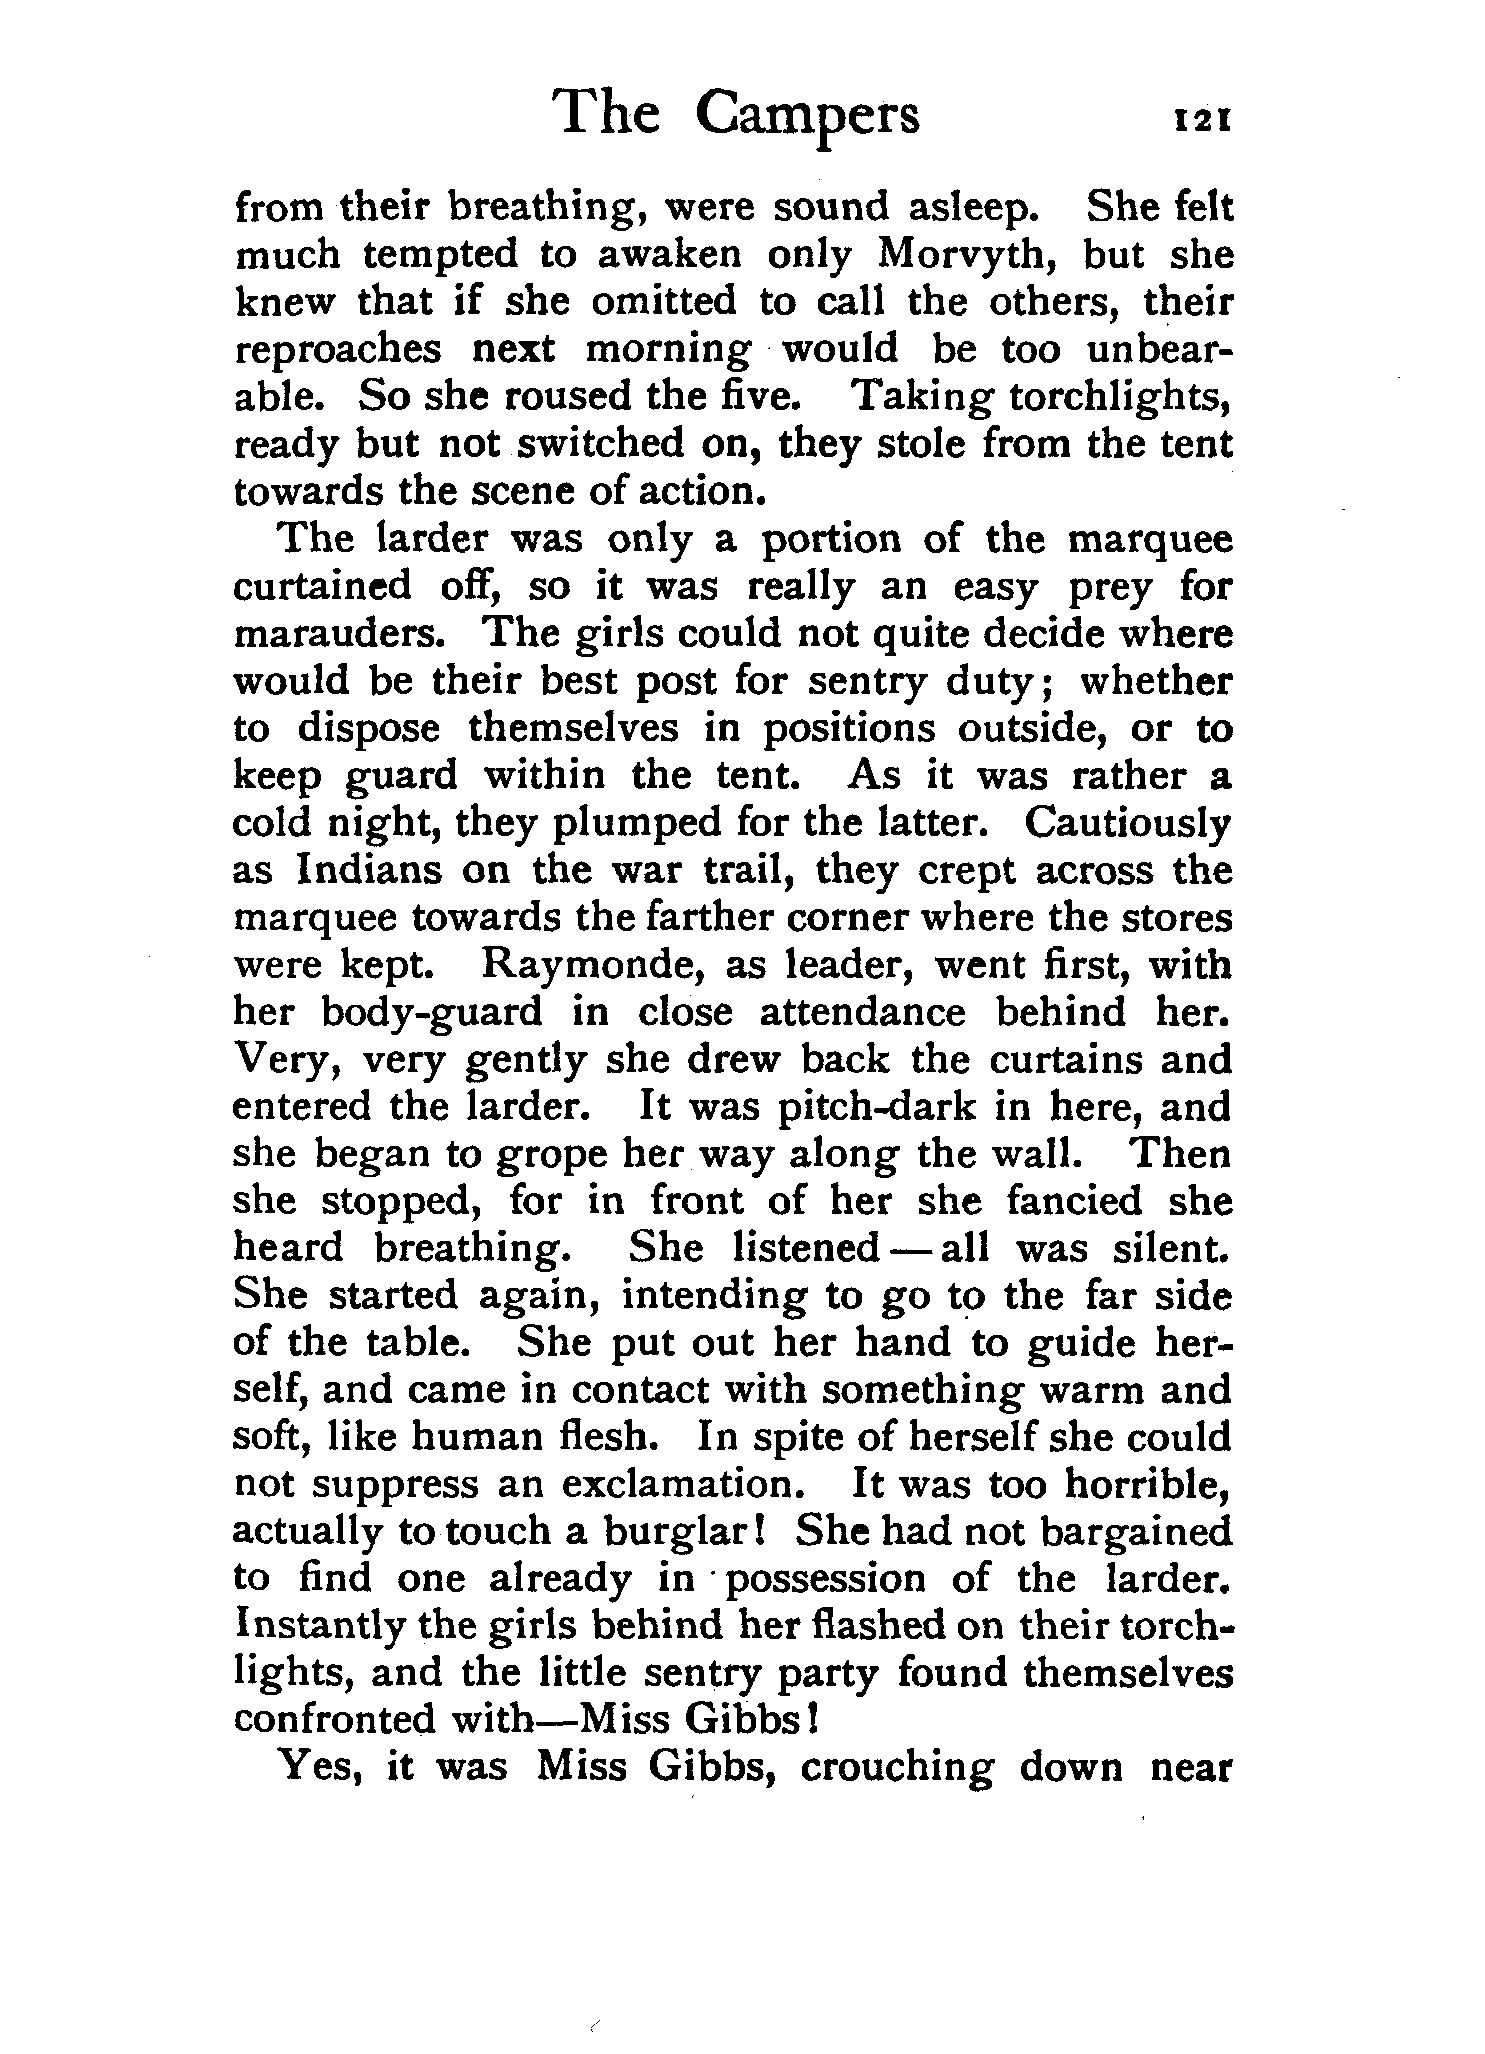 The Campers 121
from their breathing, were sound asleep. She felt
much tempted to awaken only Morvyth, but she
knew that if she omitted to call the others, their
reproaches next morning would be too unbear-
able. So she roused the five. Taking torchlights,
ready but not switched on, they stole from the tent
towards the scene of action.
The larder was only a portion of the marquee
curtained off, so it was really an easy prey for
marauders. The girls could not quite decide where
would be their best post for sentry duty; whether
to dispose themselves in positions outside, or to
keep guard within the tent. As it was rather a
cold night, they plumped for the latter. Cautiously
as Indians on the war trail, they crept across the
marquee towards the farther corner where the stores
were kept. Raymonde, as leader, went first, with
her body-guard in close attendance behind her.
Very, very gently she drew back the curtains and
entered the larder. It was pitch-dark in here, and
she began to grope her way along the wall. Then
she stopped, for in front of her she fancied she
heard breathing. She listened — all was silent.
She started again, intending to go to the far side
of the table. She put out her hand to guide her-
self, and came in contact with something warm and
soft, like human flesh. In spite of herself she could
not suppress an exclamation. It was too horrible,
actually to touch a burglar! She had not bargained
to find one already in possession of the larder.
Instantly the girls behind her flashed on their torch-
lights, and the little sentry party found themselves
confronted with—Miss Gibbs!
Yes, it was Miss Gibbs, crouching down near